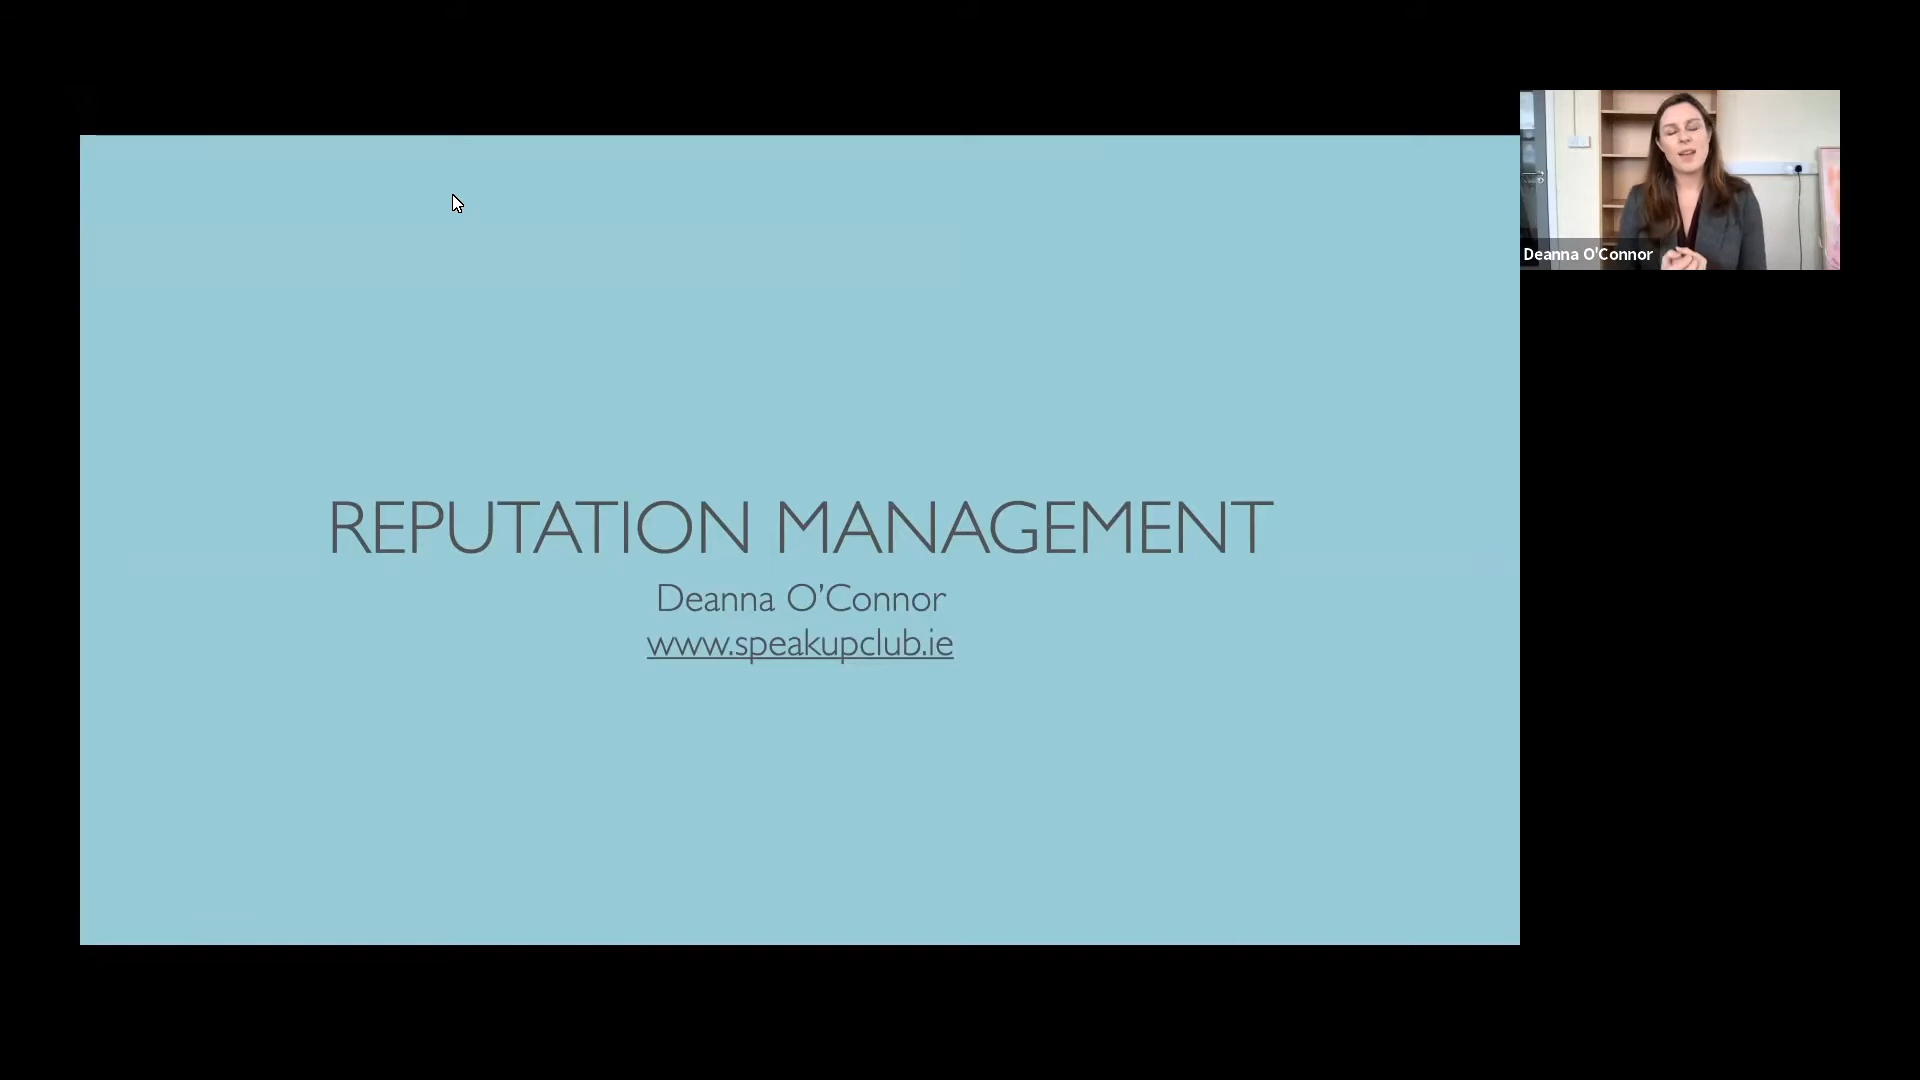 REPUTATION MANAGEMENT
Deanna O’Connor
www.speakupclub.ie
Deanna O'Connor